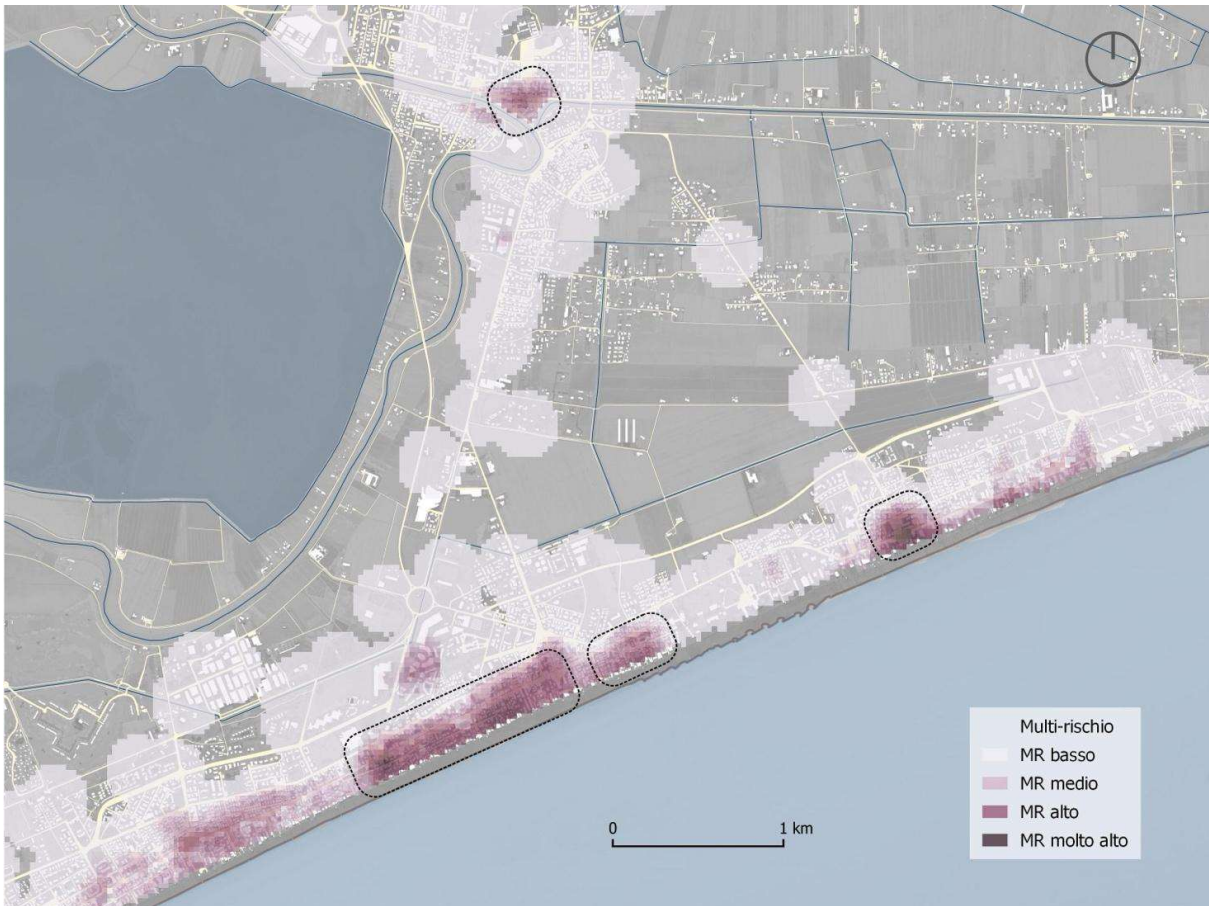 Multi-rischio
MR basso
MR medio
MR alto
MR molto alto
0 1 km